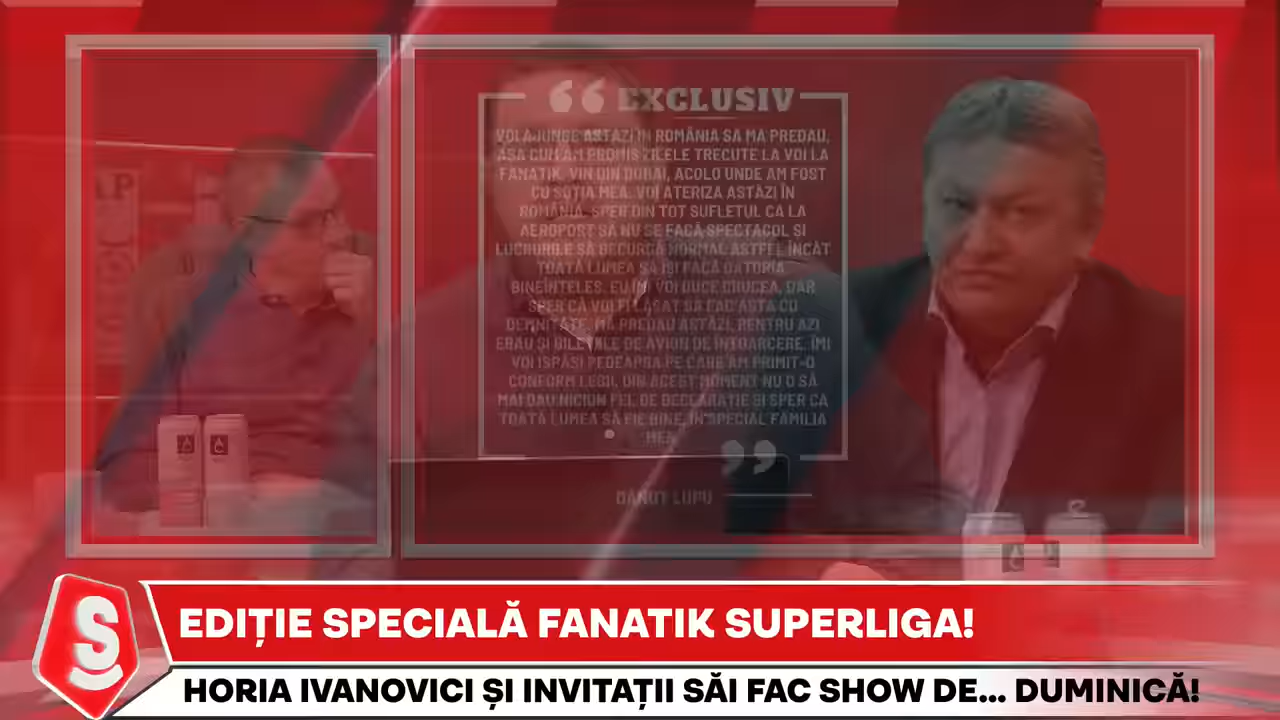 EXCLUSIV
VOI AJUNGE ASTĂZI ÎN ROMÂNIA SĂ MĂ PREDAU,
AȘA CUM AM PROMIS ZILELE TRECUTE LA VOI LA
FANATIK. VIN DIN DUBAI, ACOLO UNDE AM FOST
CU SOȚIA MEA. VOI ATERIZA ASTĂZI ÎN
ROMÂNIA. SPER DIN TOT SUFLETUL CA LA
AEROPORT SĂ NU SE FACĂ SPECTACOL ȘI
LUCRURILE SĂ DECURGĂ NORMAL ASTFEL ÎNCÂT
TOATĂ LUMEA SĂ ÎȘI FACĂ DATORIA
BINEÎNȚELES. EU ÎMI VOI DUCE CRUCEA, DAR
SPER CĂ VOI FI LĂSAT SĂ FAC ASTA CU
DEMNITATE. MĂ PREDAU ASTĂZI, PENTRU AZI
ERAU ȘI BILETELE DE AVION DE ÎNTOARCERE. ÎMI
VOI ISPĂȘI PEDEAPSA PE CARE AM PRIMIT-O
CONFORM LEGII. DIN ACEST MOMENT NU O SĂ
MAI DAU NICIUN FEL DE DECLARAȚIE ȘI SPER CA
TOATĂ LUMEA SĂ FIE BINE, ÎN SPECIAL FAMILIA
MEA
DĂNUȚ LUPU
EDIȚIE SPECIALĂ FANATIK SUPERLIGA!
HORIA IVANOVICI ȘI INVITAȚII SĂI FAC SHOW DE... DUMINICĂ!